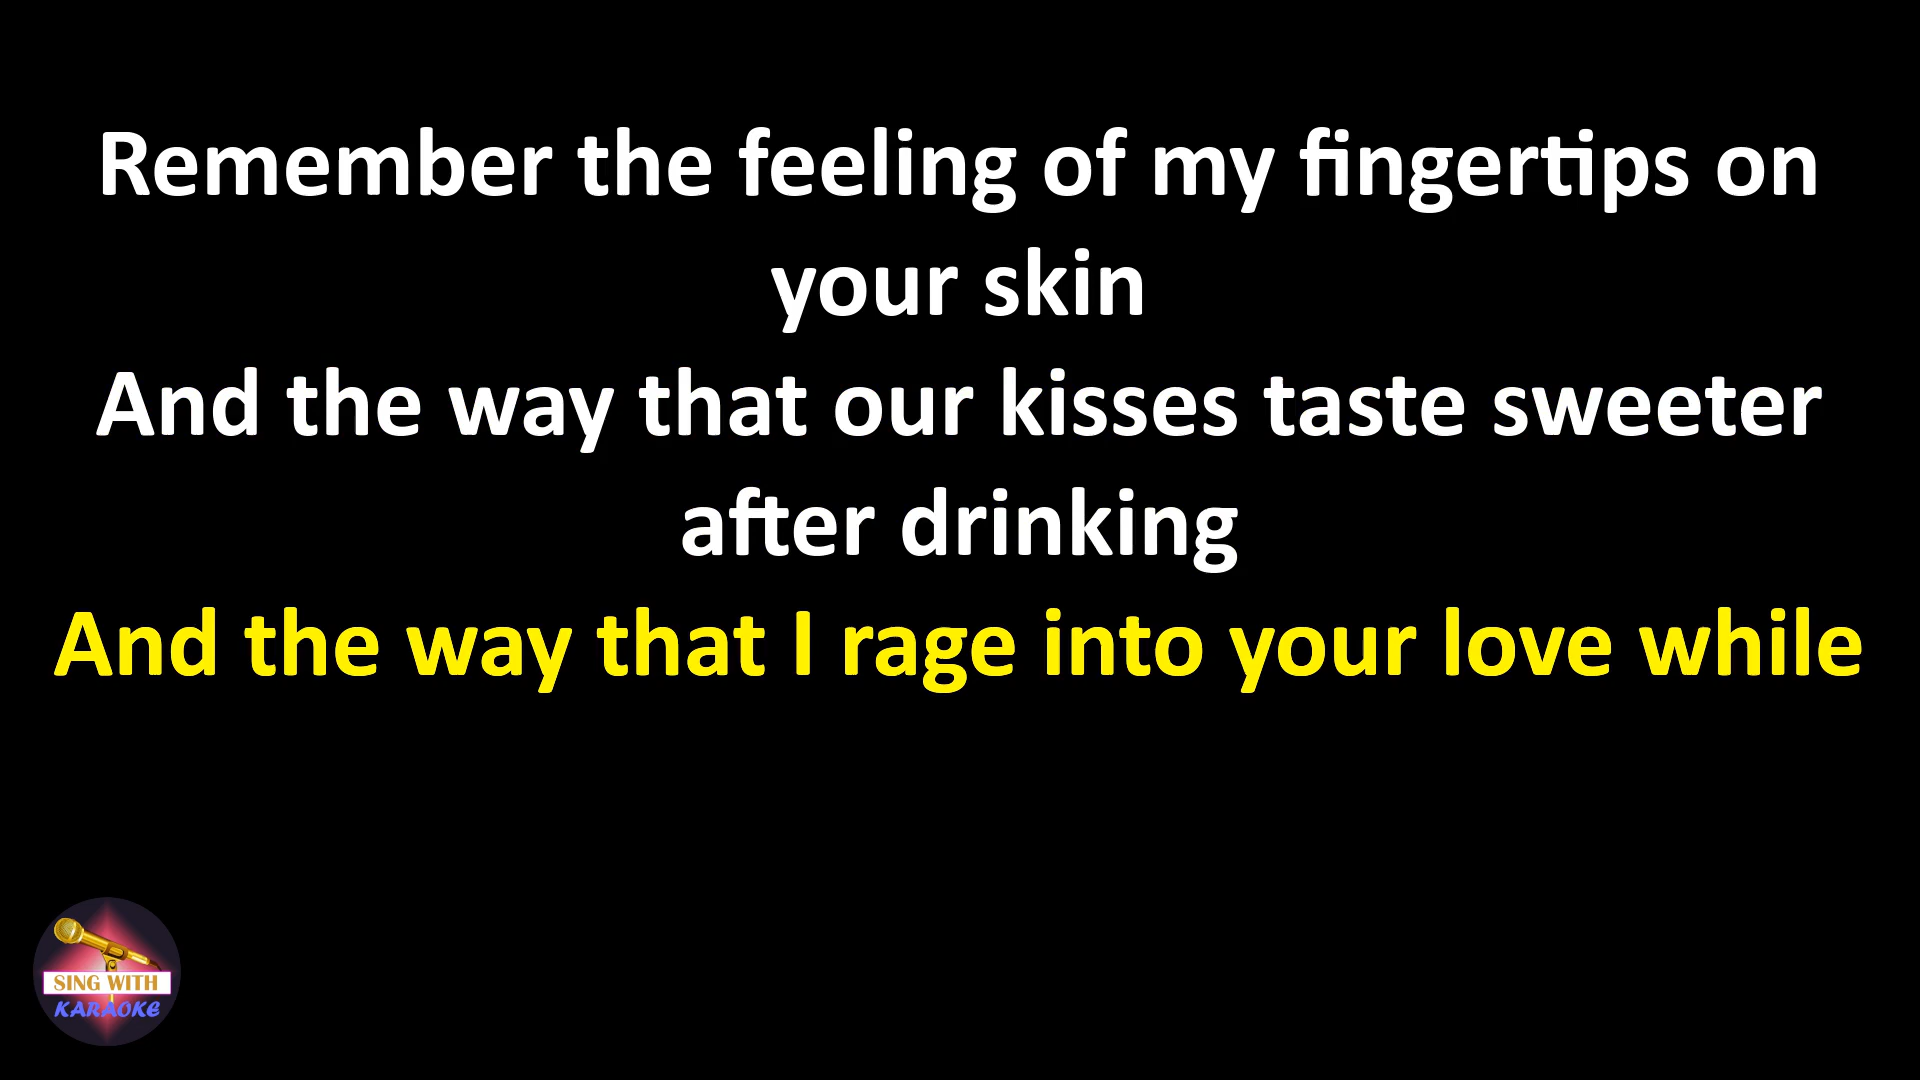 Remember the feeling of my fingertips on
your skin
And the way that our kisses taste sweeter
after drinking
And the way that I rage into your love while
SING WITH
KARAOKE